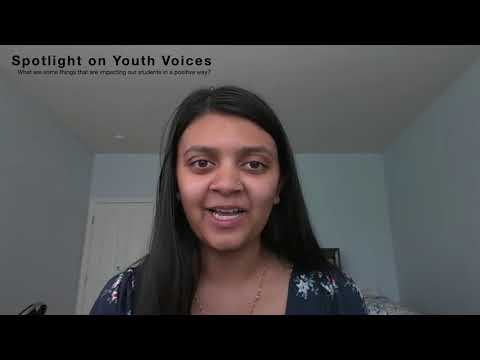 Spotlight on Youth Voices
What are some things that are impacting our students in a positive way?